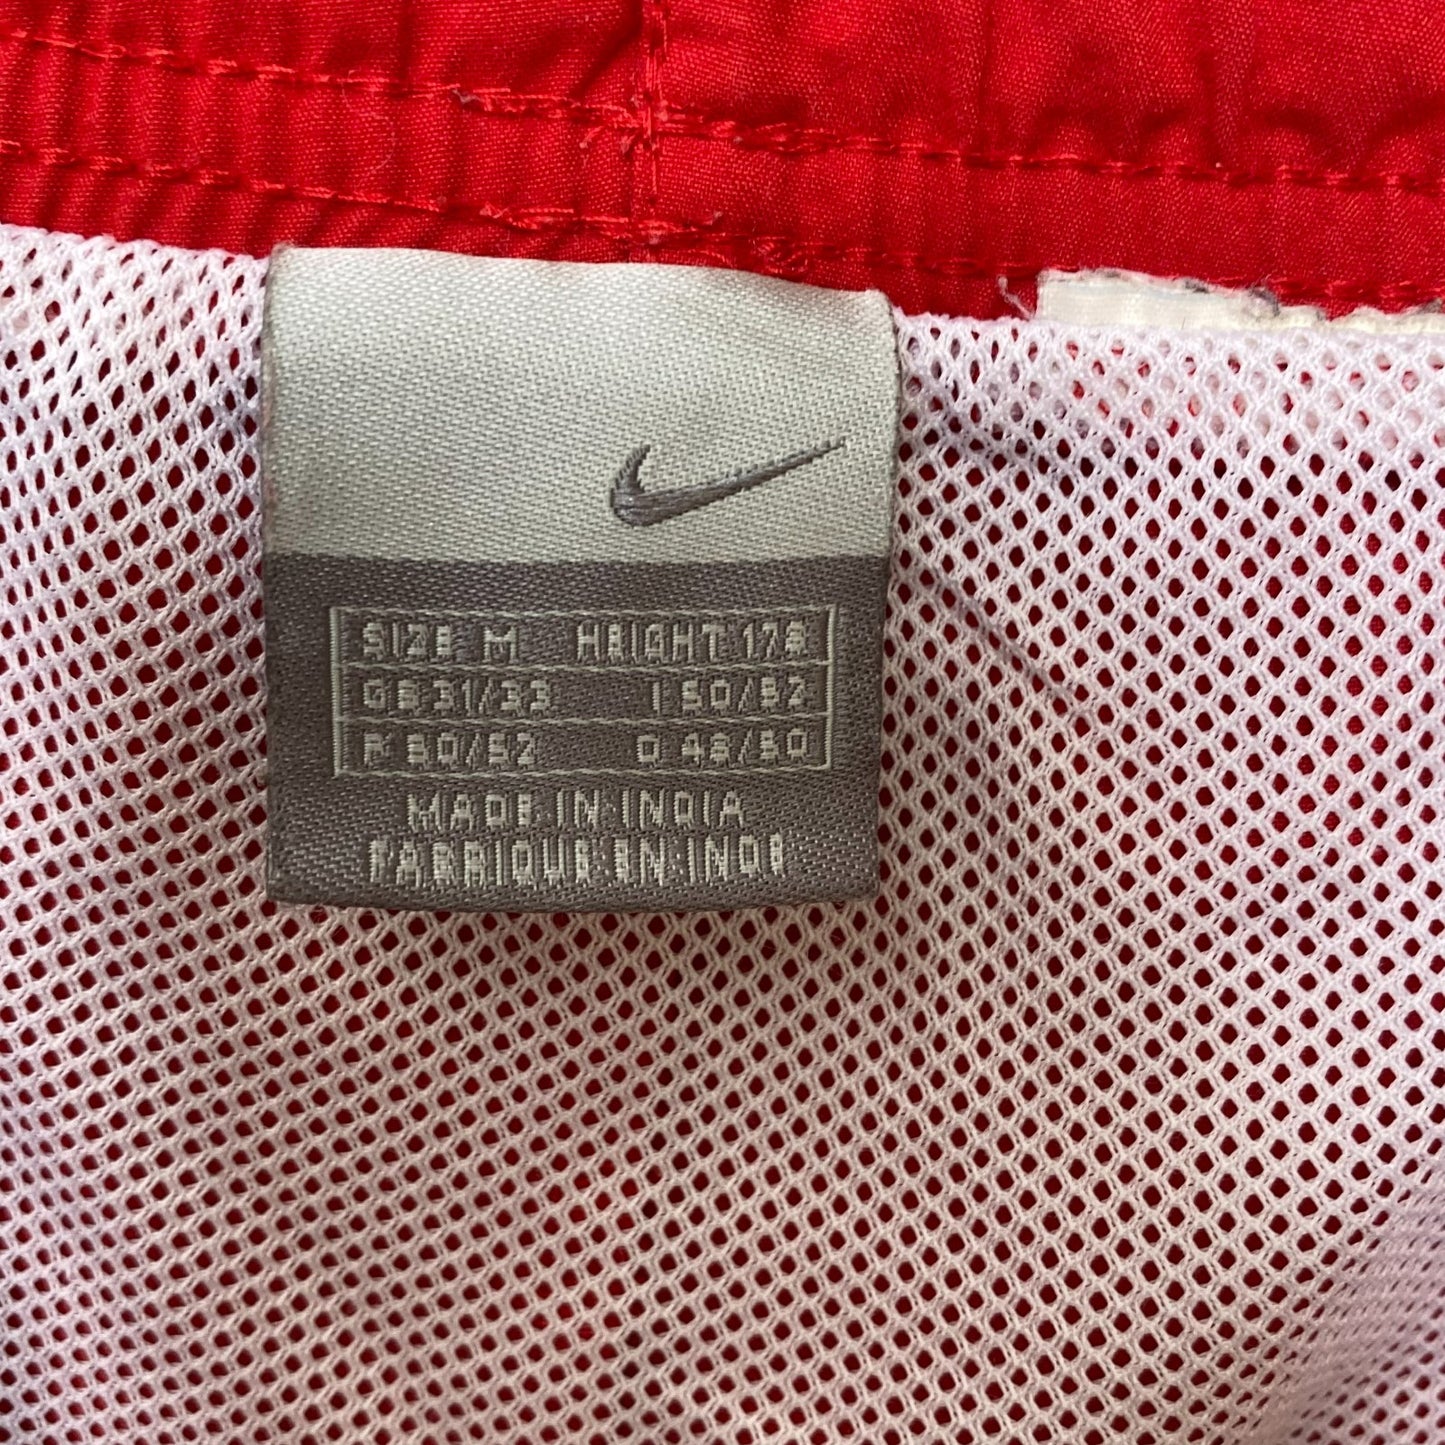 SIZE M HEIGHT 178
GB 31/33 I 50/52
F 50/52 D 48/50
MADE IN INDIA
FABRIQUE EN INDE